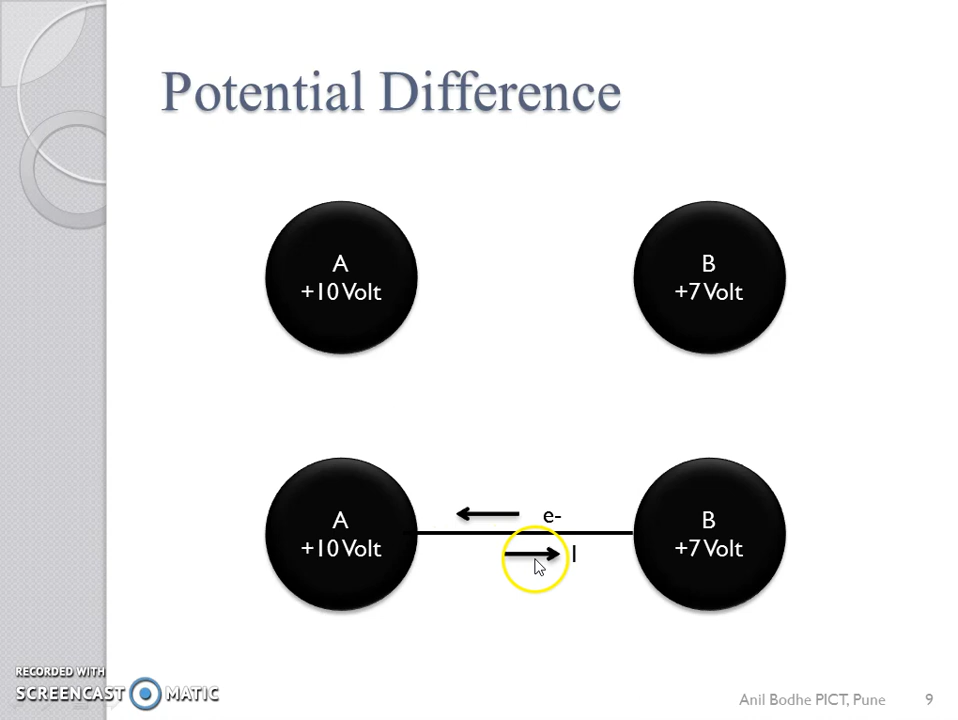 Potential Difference
A
+10 Volt
B
+7 Volt
A
+10 Volt
e-
I
B
+7 Volt
RECORDED WITH
SCREENCAST MATIC
Anil Bodhe PICT, Pune
9